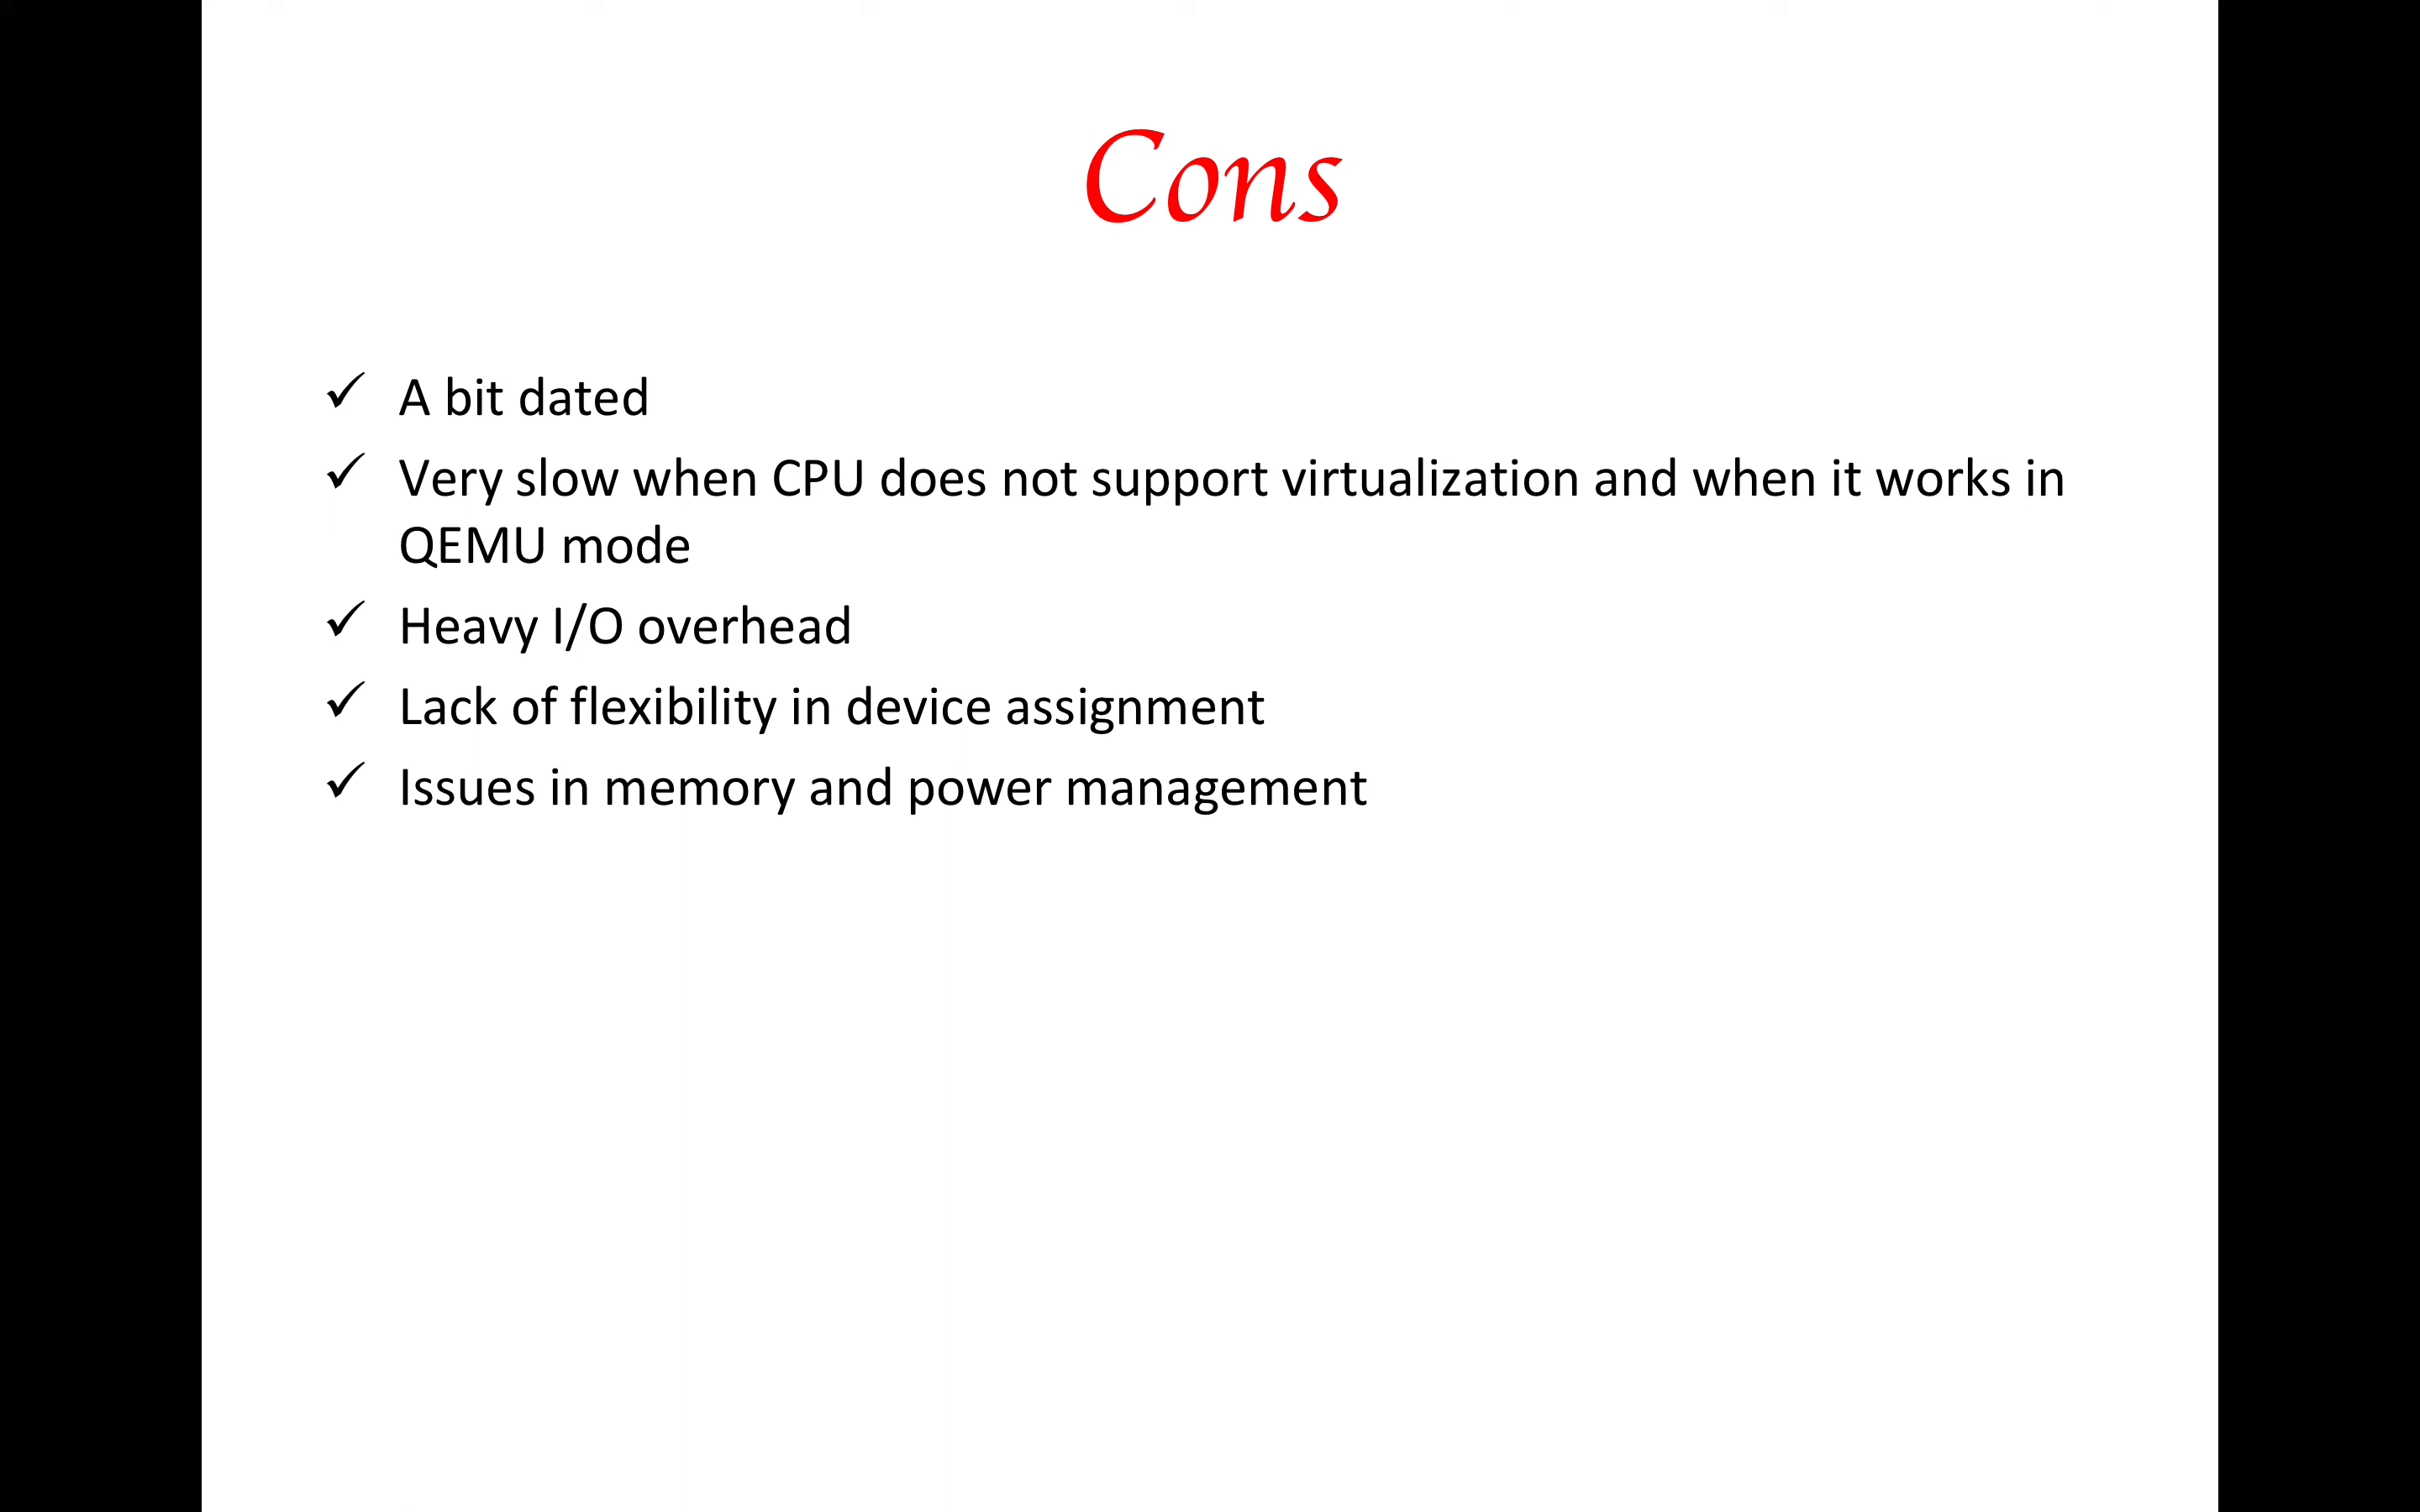 Cons
✓ A bit dated
✓ Very slow when CPU does not support virtualization and when it works in
QEMU mode
✓ Heavy I/O overhead
✓ Lack of flexibility in device assignment
✓ Issues in memory and power management